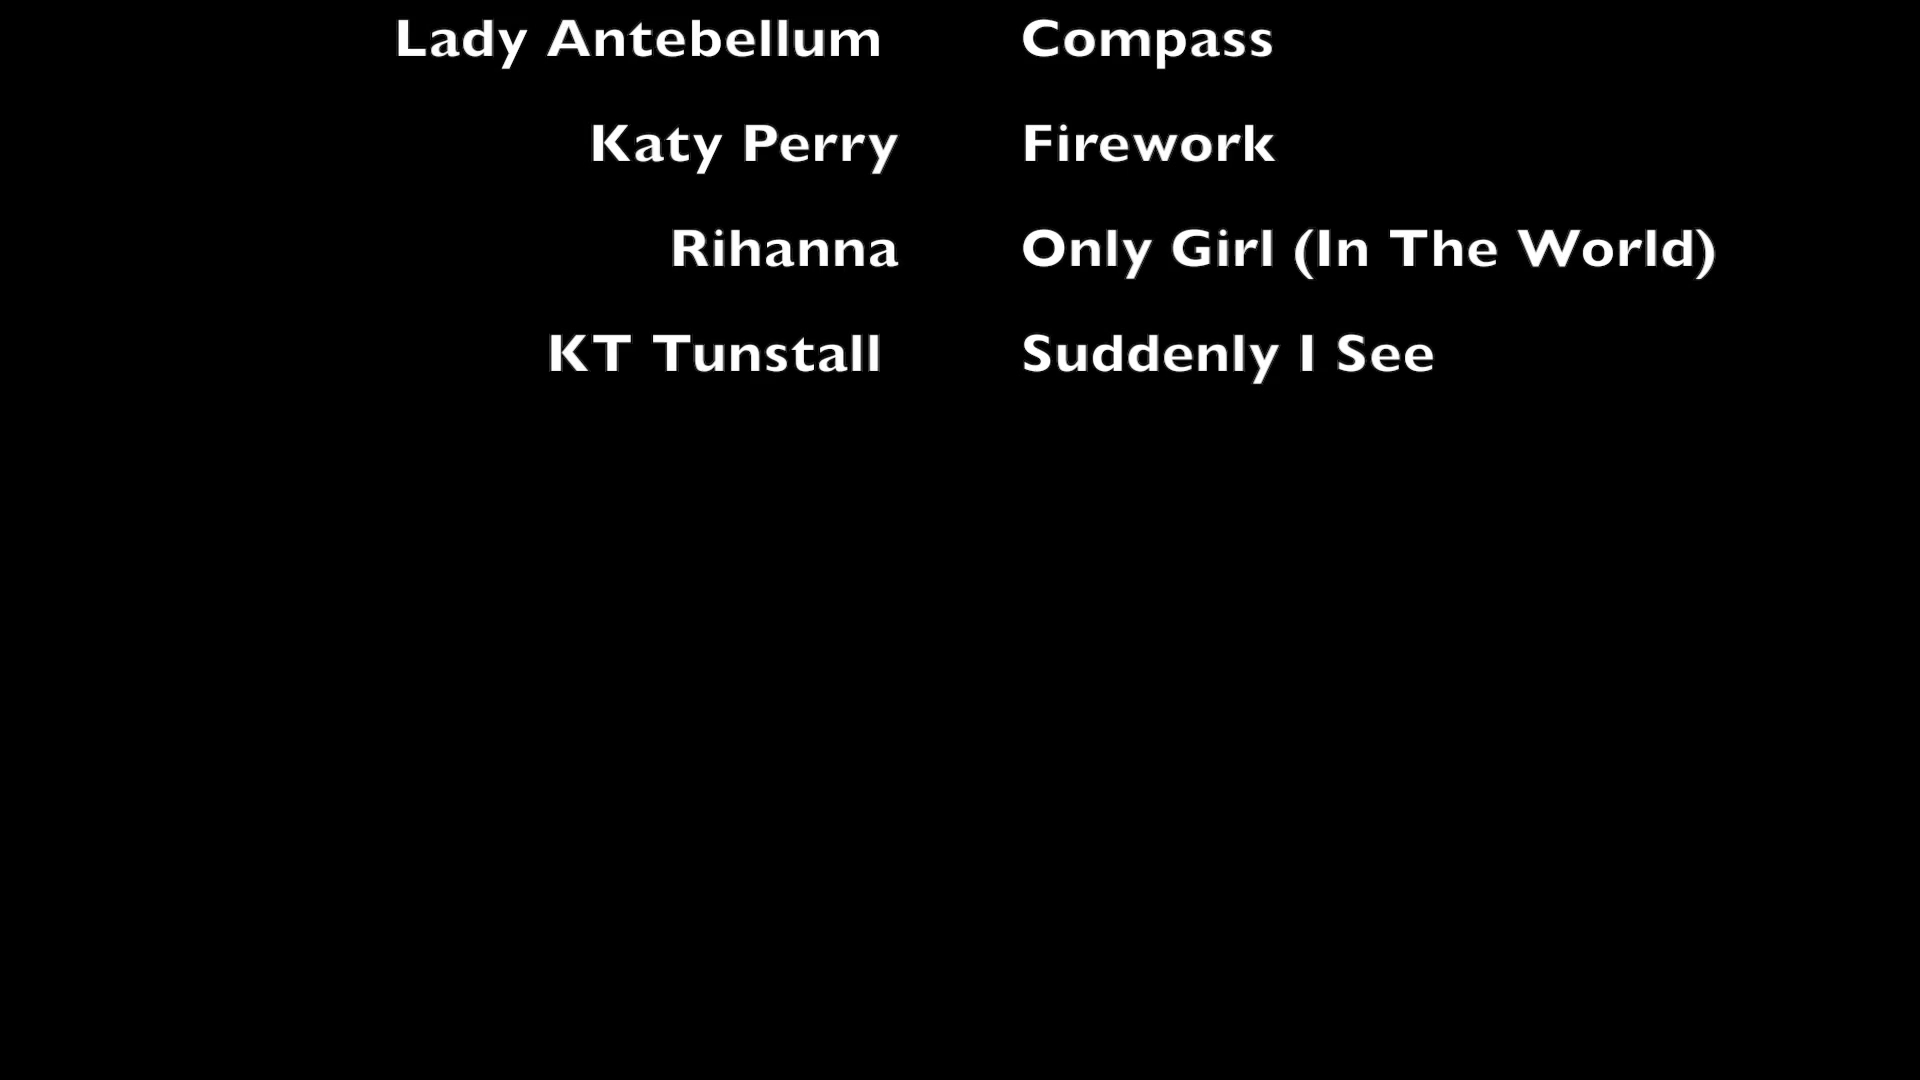 Lady Antebellum Compass
Katy Perry Firework
Rihanna Only Girl (In The World)
KT Tunstall Suddenly I See